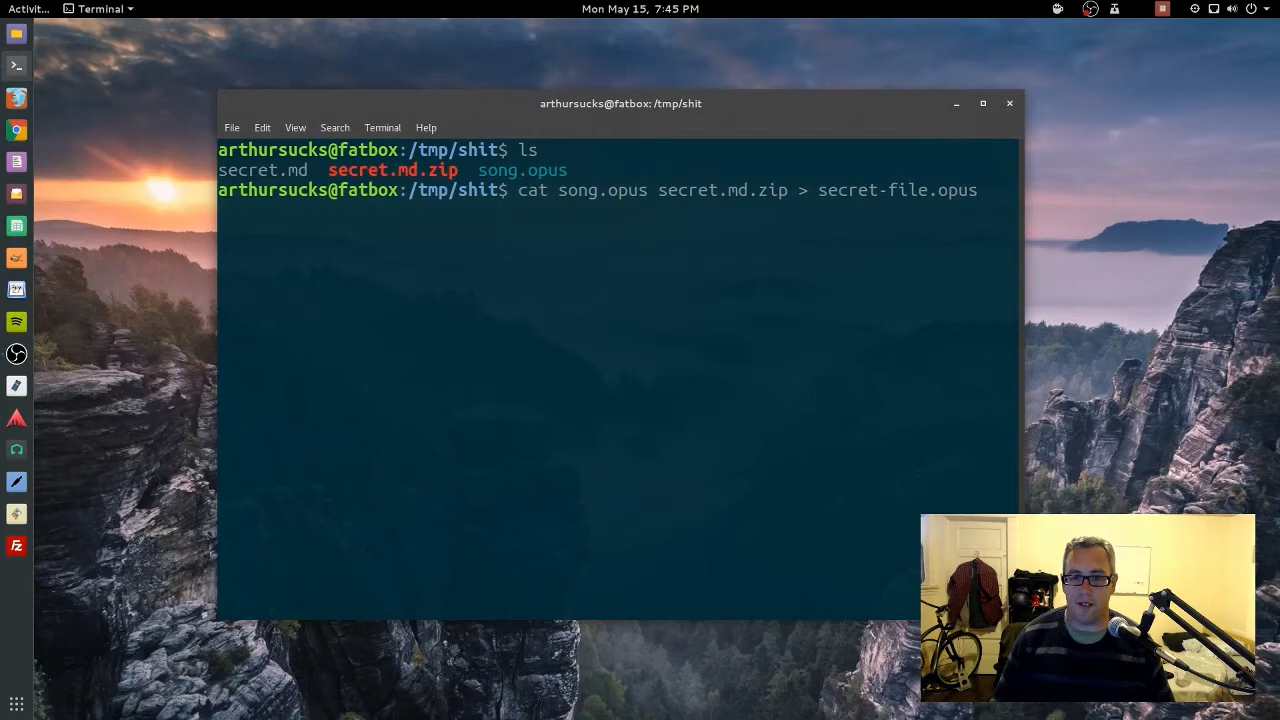 Activit... Terminal Mon May 15, 7:45 PM
arthursucks@fatbox: /tmp/shit
File Edit View Search Terminal Help
arthursucks@fatbox:/tmp/shit$ ls
secret.md secret.md.zip song.opus
arthursucks@fatbox:/tmp/shit$ cat song.opus secret.md.zip > secret-file.opus
27
Fz